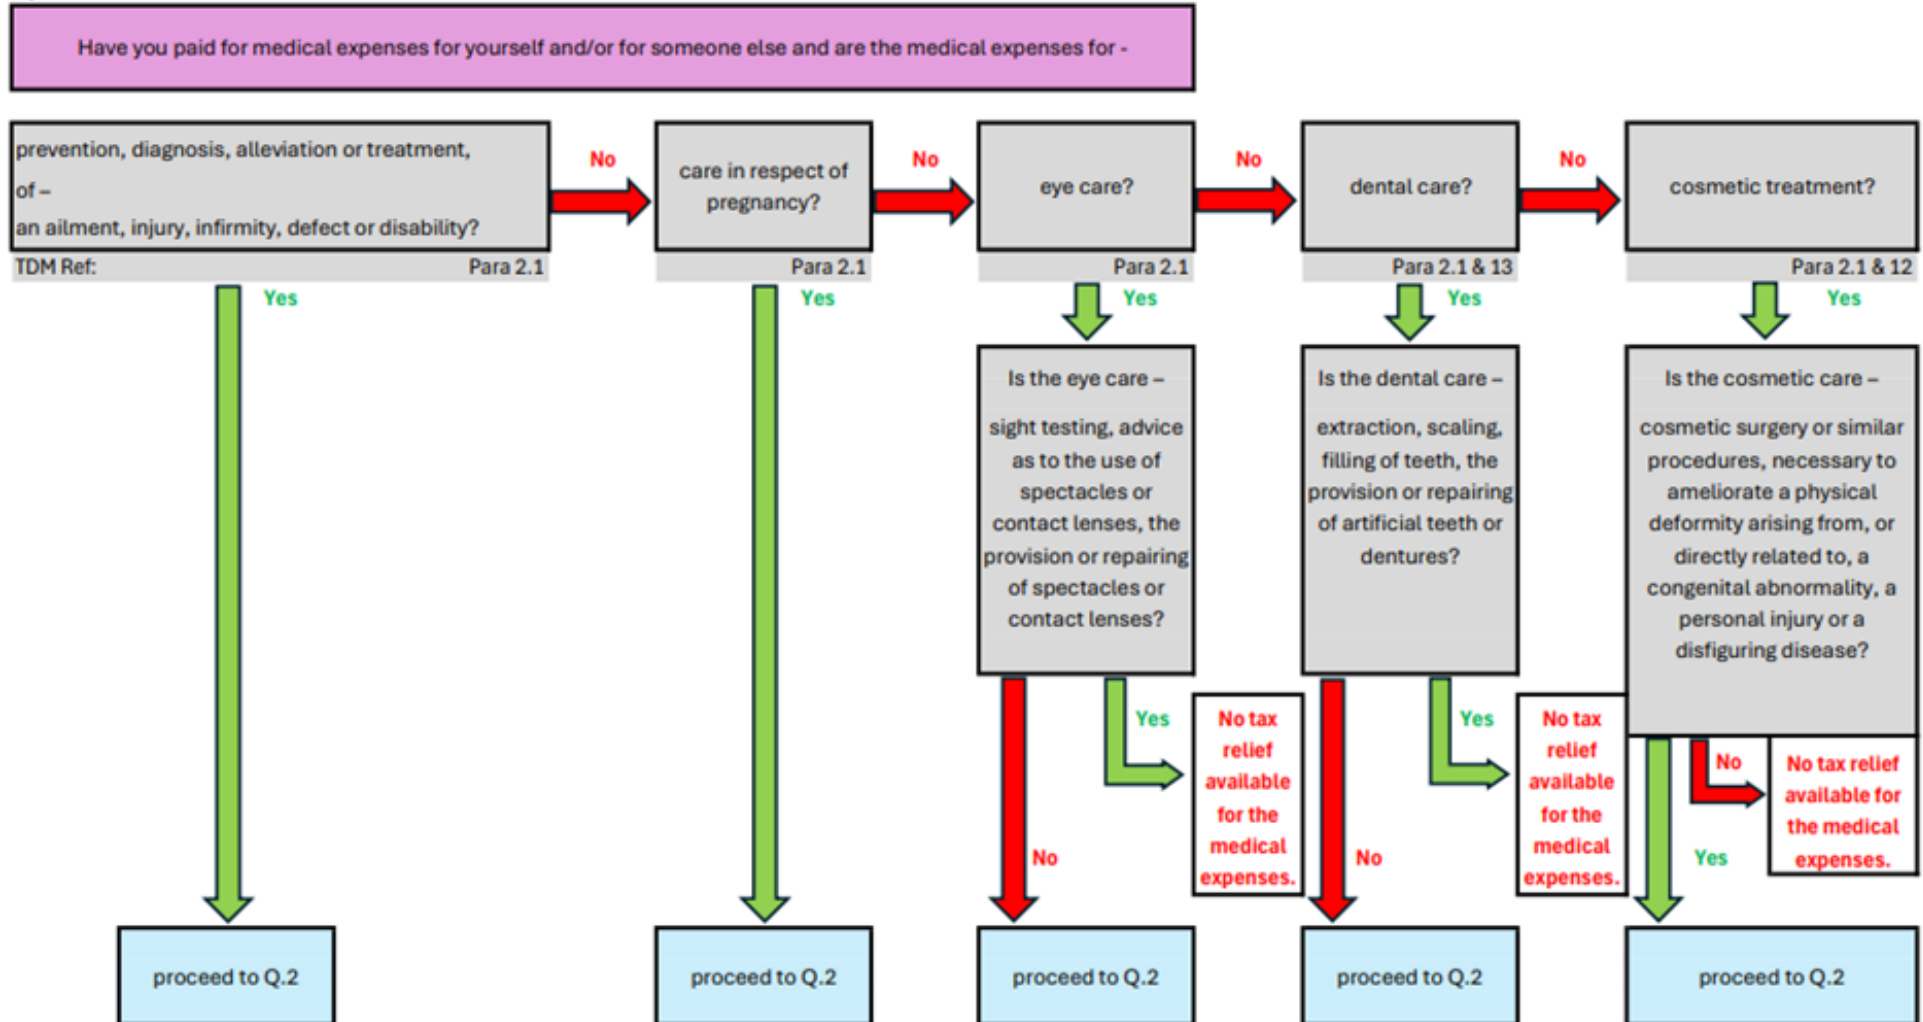 Have you paid for medical expenses for yourself and/or for someone else and are the medical expenses for -
prevention, diagnosis, alleviation or treatment,
of –
an ailment, injury, infirmity, defect or disability?
TDM Ref: Para 2.1
Yes
No
care in respect of
pregnancy?
Para 2.1
Yes
No
eye care?
Para 2.1
Yes
No
dental care?
Para 2.1 & 13
Yes
No
cosmetic treatment?
Para 2.1 & 12
Yes
Is the eye care –
sight testing, advice
as to the use of
spectacles or
contact lenses, the
provision or repairing
of spectacles or
contact lenses?
Yes
No tax
relief
available
for the
medical
expenses.
No
Is the dental care –
extraction, scaling,
filling of teeth, the
provision or repairing
of artificial teeth or
dentures?
Yes
No tax
relief
available
for the
medical
expenses.
No
Is the cosmetic care –
cosmetic surgery or similar
procedures, necessary to
ameliorate a physical
deformity arising from, or
directly related to, a
congenital abnormality, a
personal injury or a
disfiguring disease?
No
No tax relief
available for
the medical
expenses.
Yes
proceed to Q.2
proceed to Q.2
proceed to Q.2
proceed to Q.2
proceed to Q.2